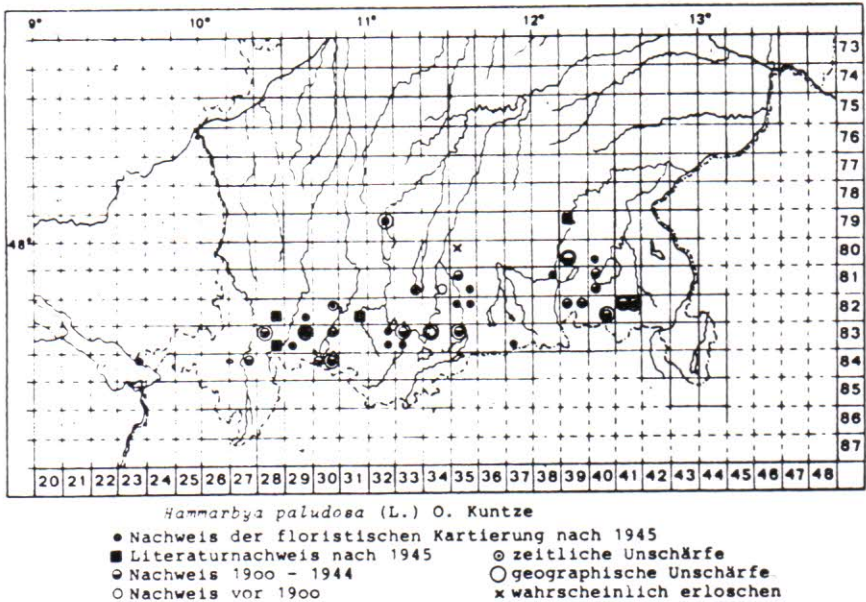 9° 10° 11° 12° 13°
73
74
75
76
77
78
79
48°
80
81
82
83
84
85
86
87
20 21 22 23 24 25 26 27 28 29 30 31 32 33 34 35 36 37 38 39 40 41 42 43 44 45 46 47 48
Hammarbya paludosa (L.) O. Kuntze
● Nachweis der floristischen Kartierung nach 1945
■ Literaturnachweis nach 1945
⊙ zeitliche Unschärfe
◒ Nachweis 19oo - 1944
◯ geographische Unschärfe
○ Nachweis vor 19oo
x wahrscheinlich erloschen